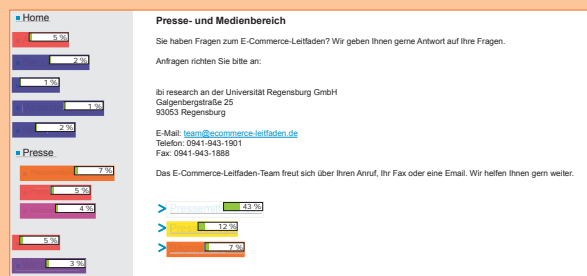 Home
5 %
2 %
1 %
1 %
2 %
Presse
7 %
5 %
4 %
5 %
3 %
Presse- und Medienbereich
Sie haben Fragen zum E-Commerce-Leitfaden? Wir geben Ihnen gerne Antwort auf Ihre Fragen.
Anfragen richten Sie bitte an:
ibi research an der Universität Regensburg GmbH
Galgenbergstraße 25
93053 Regensburg
E-Mail: team@ecommerce-leitfaden.de
Telefon: 0941-943-1901
Fax: 0941-943-1888
Das E-Commerce-Leitfaden-Team freut sich über Ihren Anruf, Ihr Fax oder eine Email. Wir helfen Ihnen gern weiter.
> 43 %
> 12 %
> 7 %